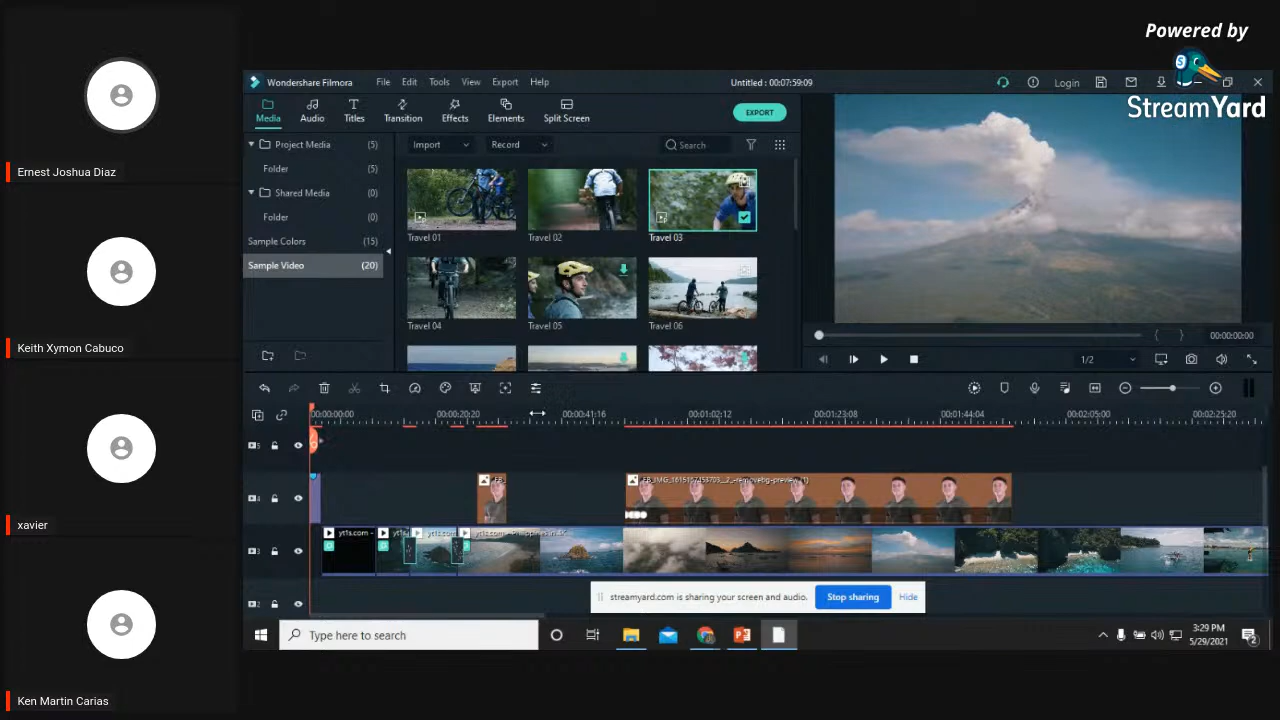 Powered by
StreamYard
Ernest Joshua Diaz
Keith Xymon Cabuco
xavier
Ken Martin Carias
Wondershare Filmora
File Edit Tools View Export Help
Untitled : 00:07:59:09
Login
Media Audio Titles Transition Effects Elements Split Screen
EXPORT
Project Media (5)
Folder (5)
Shared Media (0)
Folder (0)
Sample Colors (15)
Sample Video (20)
Import Record Search
Travel 01 Travel 02 Travel 03
Travel 04 Travel 05 Travel 06
00:00:00:00
1/2
00:00:00:00 00:00:20:20 00:00:41:16 00:01:02:12 00:01:23:08 00:01:44:04 00:02:05:00 00:02:25:20
5
4
3
2
streamyard.com is sharing your screen and audio. Stop sharing Hide
Type here to search
3:29 PM
5/29/2021
2